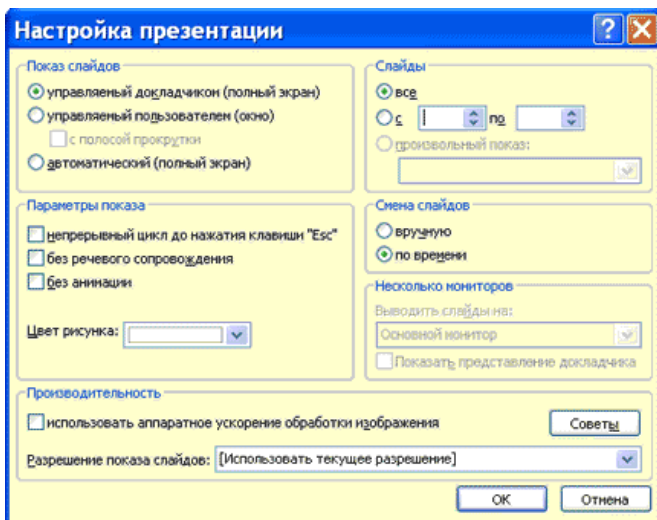 Настройка презентации
Показ слайдов
управляемый докладчиком (полный экран)
управляемый пользователем (окно)
с полосой прокрутки
автоматический (полный экран)
Слайды
все
с по
произвольный показ:
Параметры показа
непрерывный цикл до нажатия клавиши "Esc"
без речевого сопровождения
без анимации
Цвет рисунка:
Смена слайдов
вручную
по времени
Несколько мониторов
Выводить слайды на:
Основной монитор
Показать представление докладчика
Производительность
использовать аппаратное ускорение обработки изображения
Советы
Разрешение показа слайдов: [Использовать текущее разрешение]
ОК Отмена